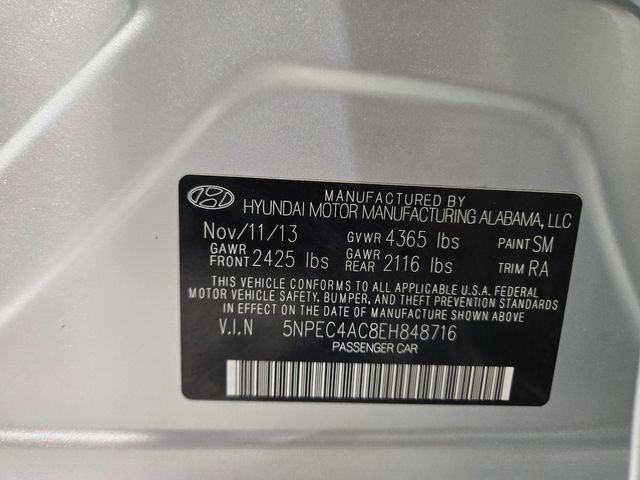 MANUFACTURED BY
HYUNDAI MOTOR MANUFACTURING ALABAMA, LLC
Nov/11/13 GVWR 4365 lbs PAINT SM
GAWR FRONT 2425 lbs GAWR REAR 2116 lbs TRIM RA
THIS VEHICLE CONFORMS TO ALL APPLICABLE U.S.A. FEDERAL
MOTOR VEHICLE SAFETY, BUMPER, AND THEFT PREVENTION STANDARDS
IN EFFECT ON THE DATE OF MANUFACTURE SHOWN ABOVE
V.I.N 5NPEC4AC8EH848716
PASSENGER CAR